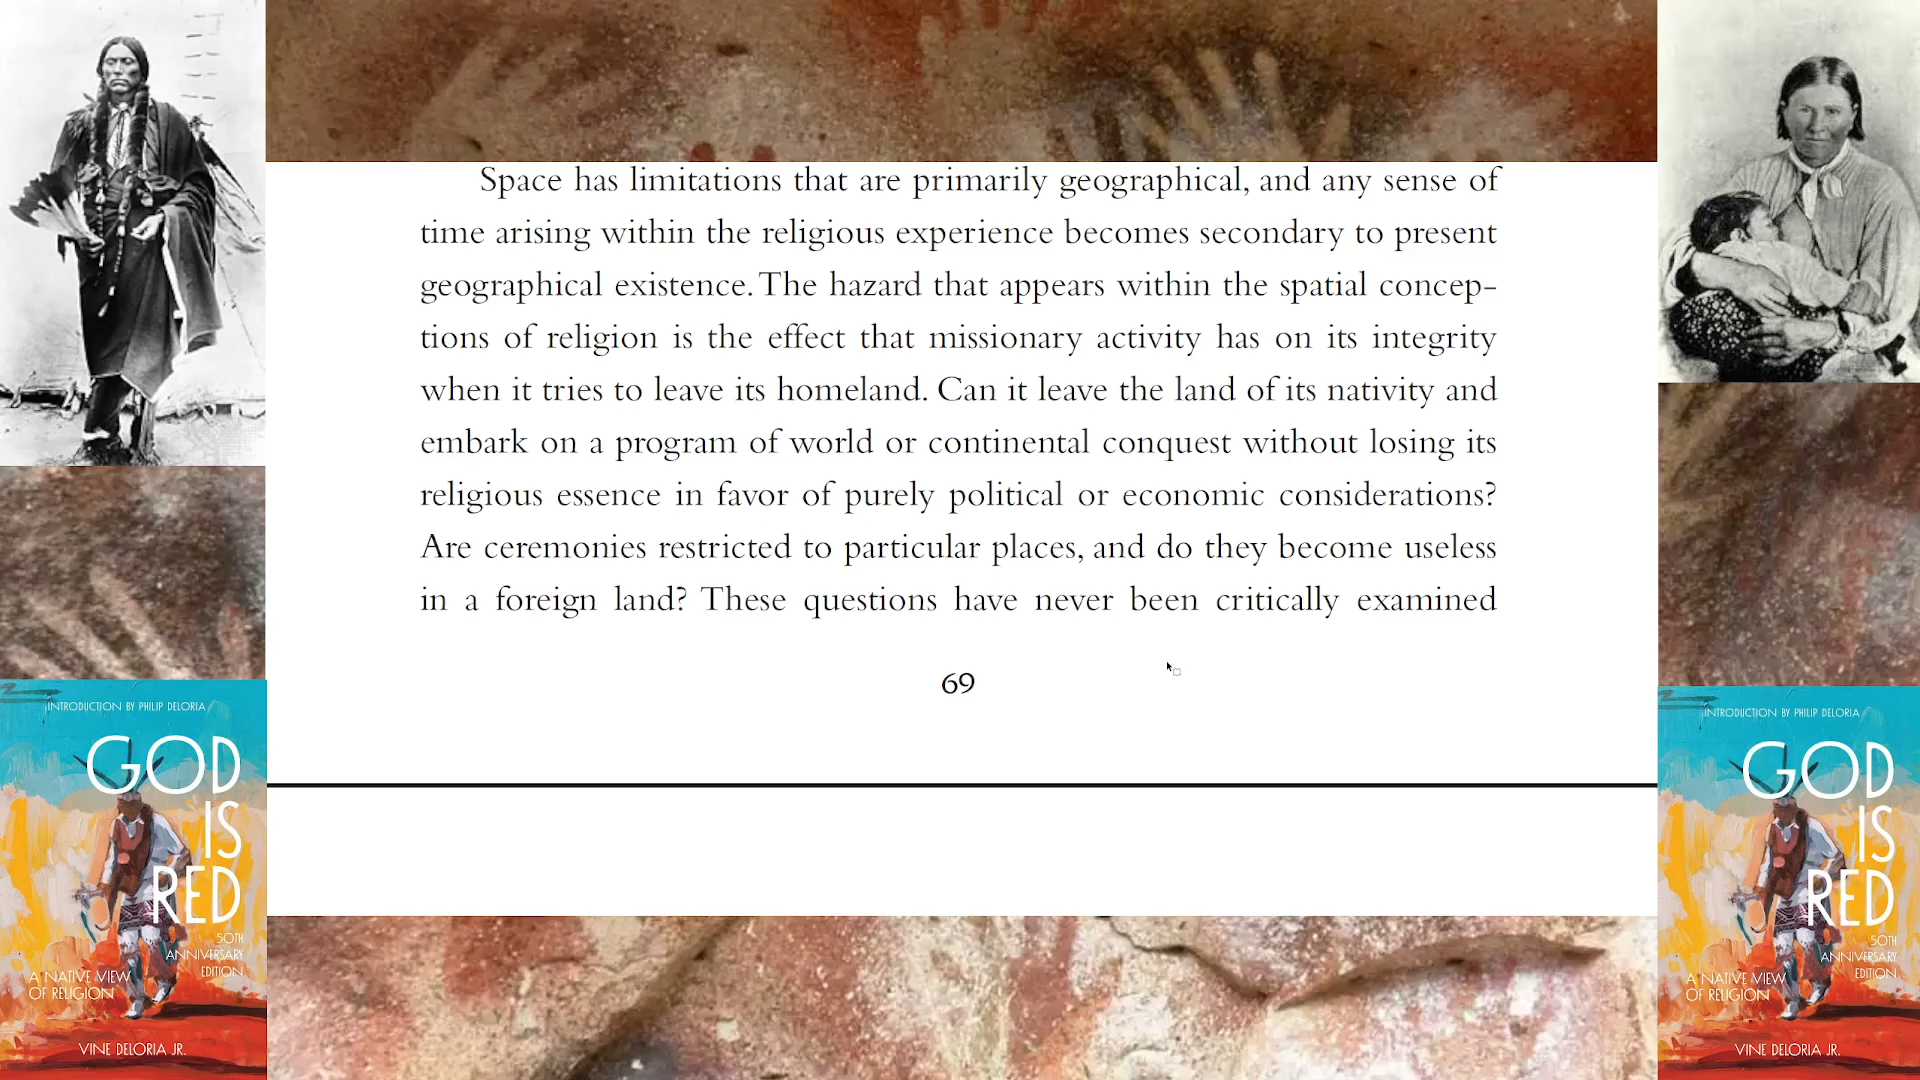 Space has limitations that are primarily geographical, and any sense of
time arising within the religious experience becomes secondary to present
geographical existence. The hazard that appears within the spatial concep-
tions of religion is the effect that missionary activity has on its integrity
when it tries to leave its homeland. Can it leave the land of its nativity and
embark on a program of world or continental conquest without losing its
religious essence in favor of purely political or economic considerations?
Are ceremonies restricted to particular places, and do they become useless
in a foreign land? These questions have never been critically examined
69
INTRODUCTION BY PHILIP DELORIA
GOD
IS
RED
50TH
ANNIVERSARY
EDITION
A NATIVE VIEW
OF RELIGION
VINE DELORIA JR.
INTRODUCTION BY PHILIP DELORIA
GOD
IS
RED
50TH
ANNIVERSARY
EDITION
A NATIVE VIEW
OF RELIGION
VINE DELORIA JR.